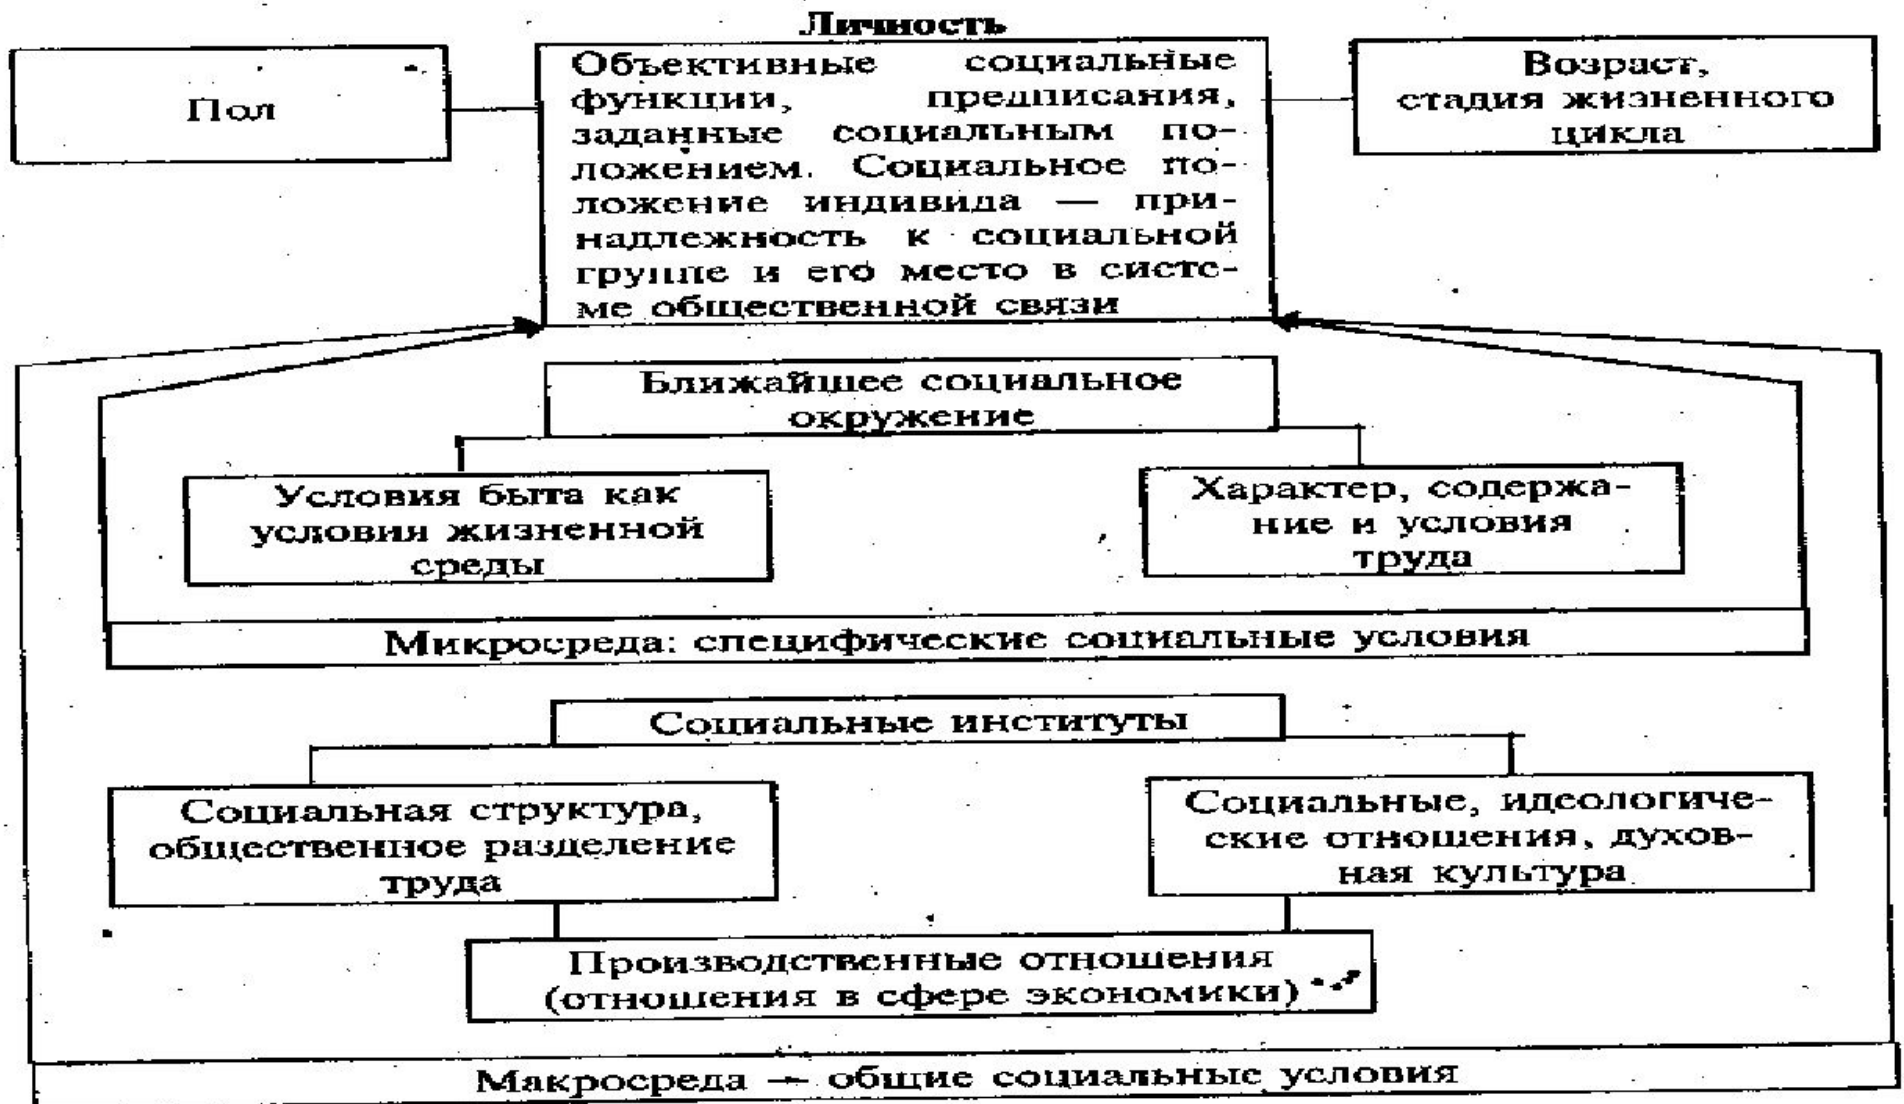 Личность
Пол
Объективные социальные
функции, предписания,
заданные социальным по-
ложением. Социальное по-
ложение индивида — при-
надлежность к социальной
группе и его место в систе-
ме общественной связи
Возраст,
стадия жизненного
цикла
Ближайшее социальное
окружение
Условия быта как
условия жизненной
среды
Характер, содержа-
ние и условия
труда
Микросреда: специфические социальные условия
Социальные институты
Социальная структура,
общественное разделение
труда
Социальные, идеологиче-
ские отношения, духов-
ная культура
Производственные отношения
(отношения в сфере экономики)
Макросреда — общие социальные условия